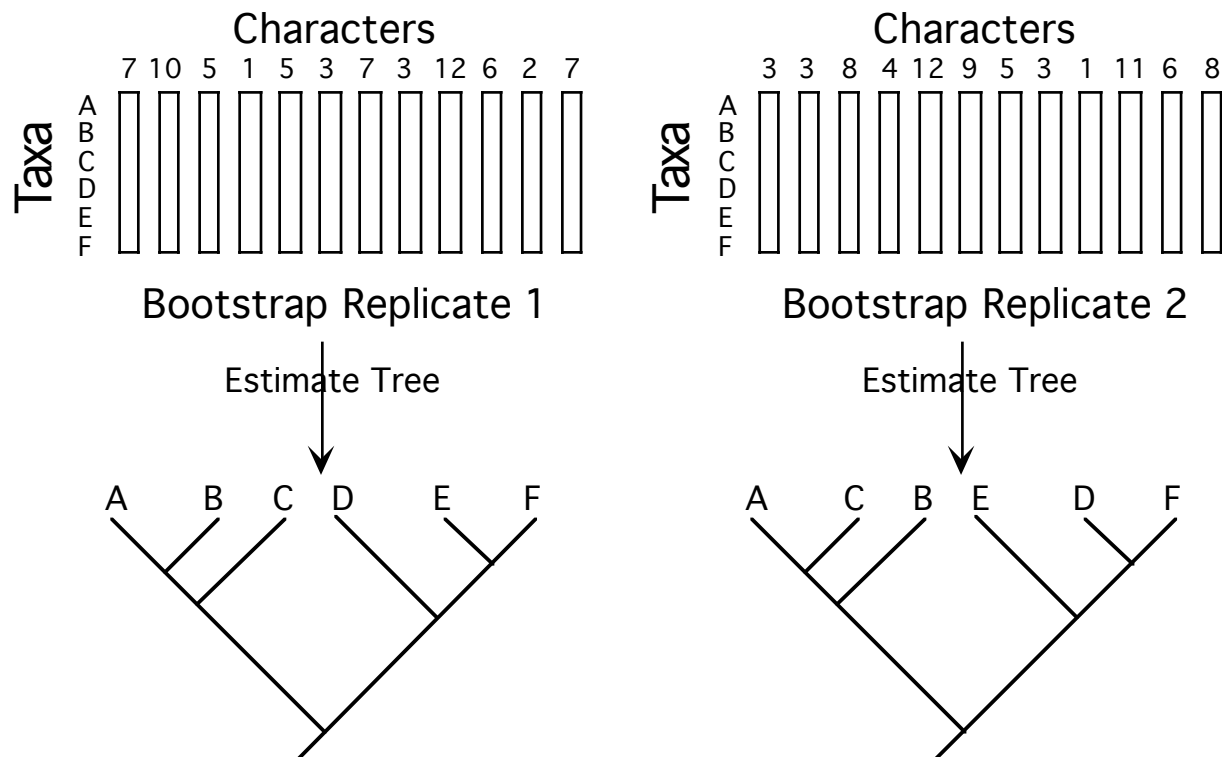 Characters
7 10 5 1 5 3 7 3 12 6 2 7
Taxa
A
B
C
D
E
F
Bootstrap Replicate 1
Estimate Tree
A B C D E F
Characters
3 3 8 4 12 9 5 3 1 11 6 8
Taxa
A
B
C
D
E
F
Bootstrap Replicate 2
Estimate Tree
A C B E D F